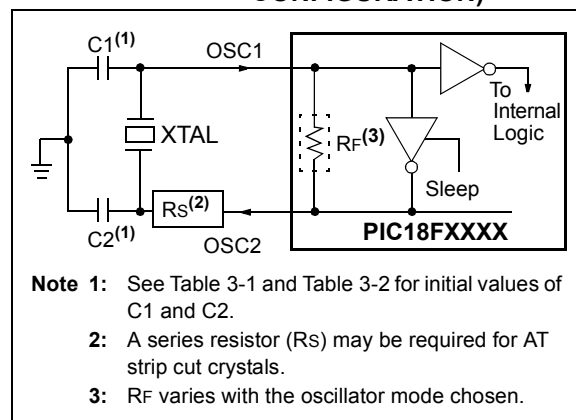 CONFIGURATION)
C1(1)
OSC1
To
Internal
Logic
XTAL
RF(3)
Sleep
RS(2)
C2(1)
OSC2
PIC18FXXXX
Note 1: See Table 3-1 and Table 3-2 for initial values of
C1 and C2.
2: A series resistor (RS) may be required for AT
strip cut crystals.
3: RF varies with the oscillator mode chosen.